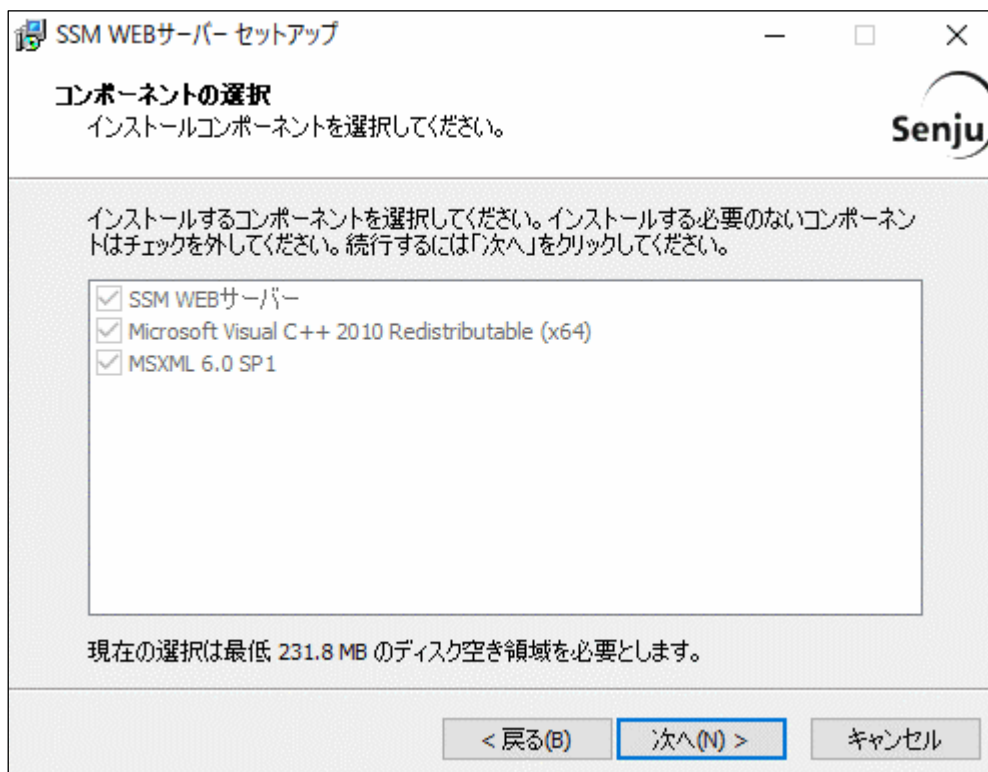 SSM WEBサーバー セットアップ
コンポーネントの選択
インストールコンポーネントを選択してください。
Senju
インストールするコンポーネントを選択してください。インストールする必要のないコンポーネン
トはチェックを外してください。続行するには「次へ」をクリックしてください。
SSM WEBサーバー
Microsoft Visual C++ 2010 Redistributable (x64)
MSXML 6.0 SP1
現在の選択は最低 231.8 MB のディスク空き領域を必要とします。
< 戻る(B)
次へ(N) >
キャンセル